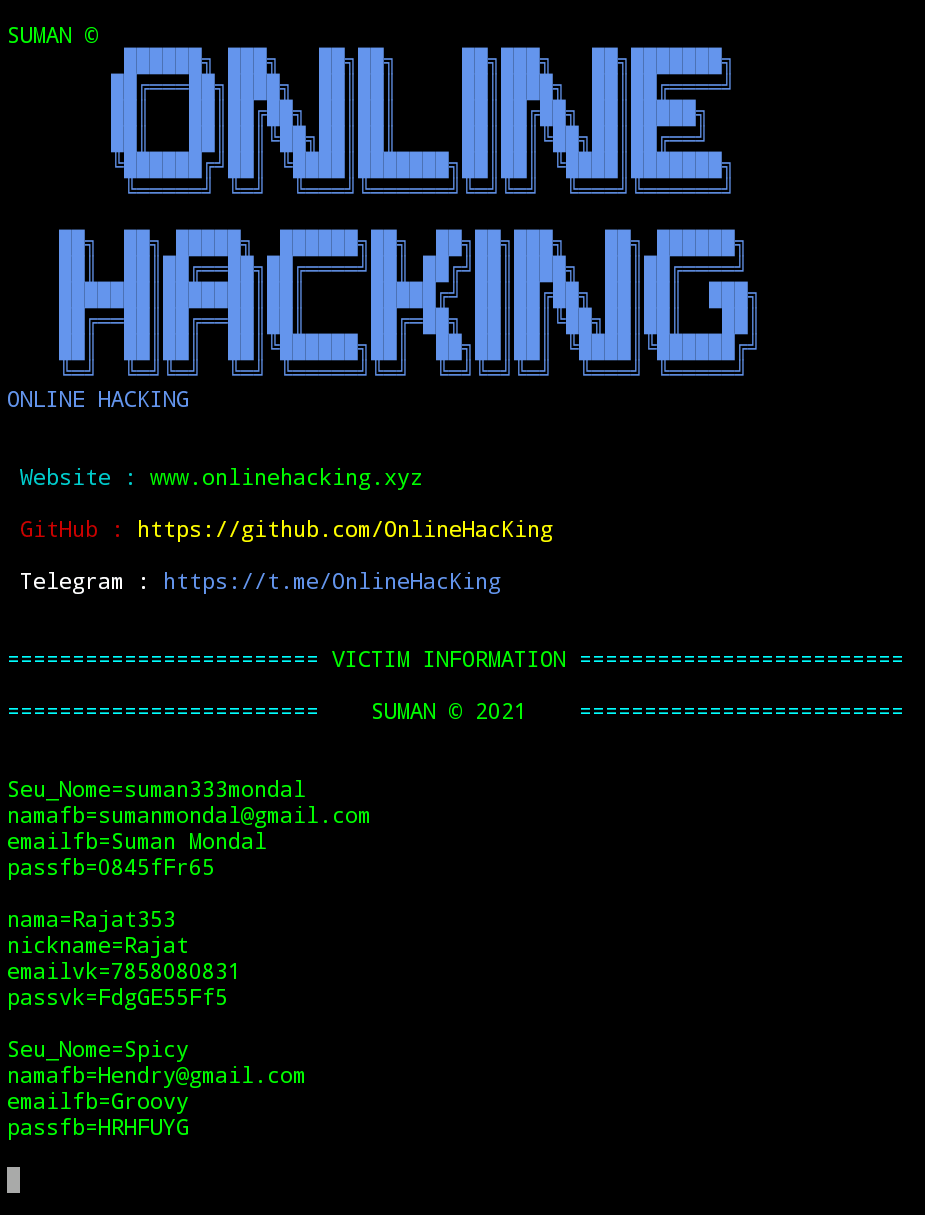 SUMAN ©
ONLINE
HACKING
ONLINE HACKING
Website : www.onlinehacking.xyz
GitHub : https://github.com/OnlineHacKing
Telegram : https://t.me/OnlineHacKing
======================== VICTIM INFORMATION =========================
======================== SUMAN © 2021 =========================
Seu_Nome=suman333mondal
namafb=sumanmondal@gmail.com
emailfb=Suman Mondal
passfb=O845fFr65
nama=Rajat353
nickname=Rajat
emailvk=7858080831
passvk=FdgGE55Ff5
Seu_Nome=Spicy
namafb=Hendry@gmail.com
emailfb=Groovy
passfb=HRHFUYG